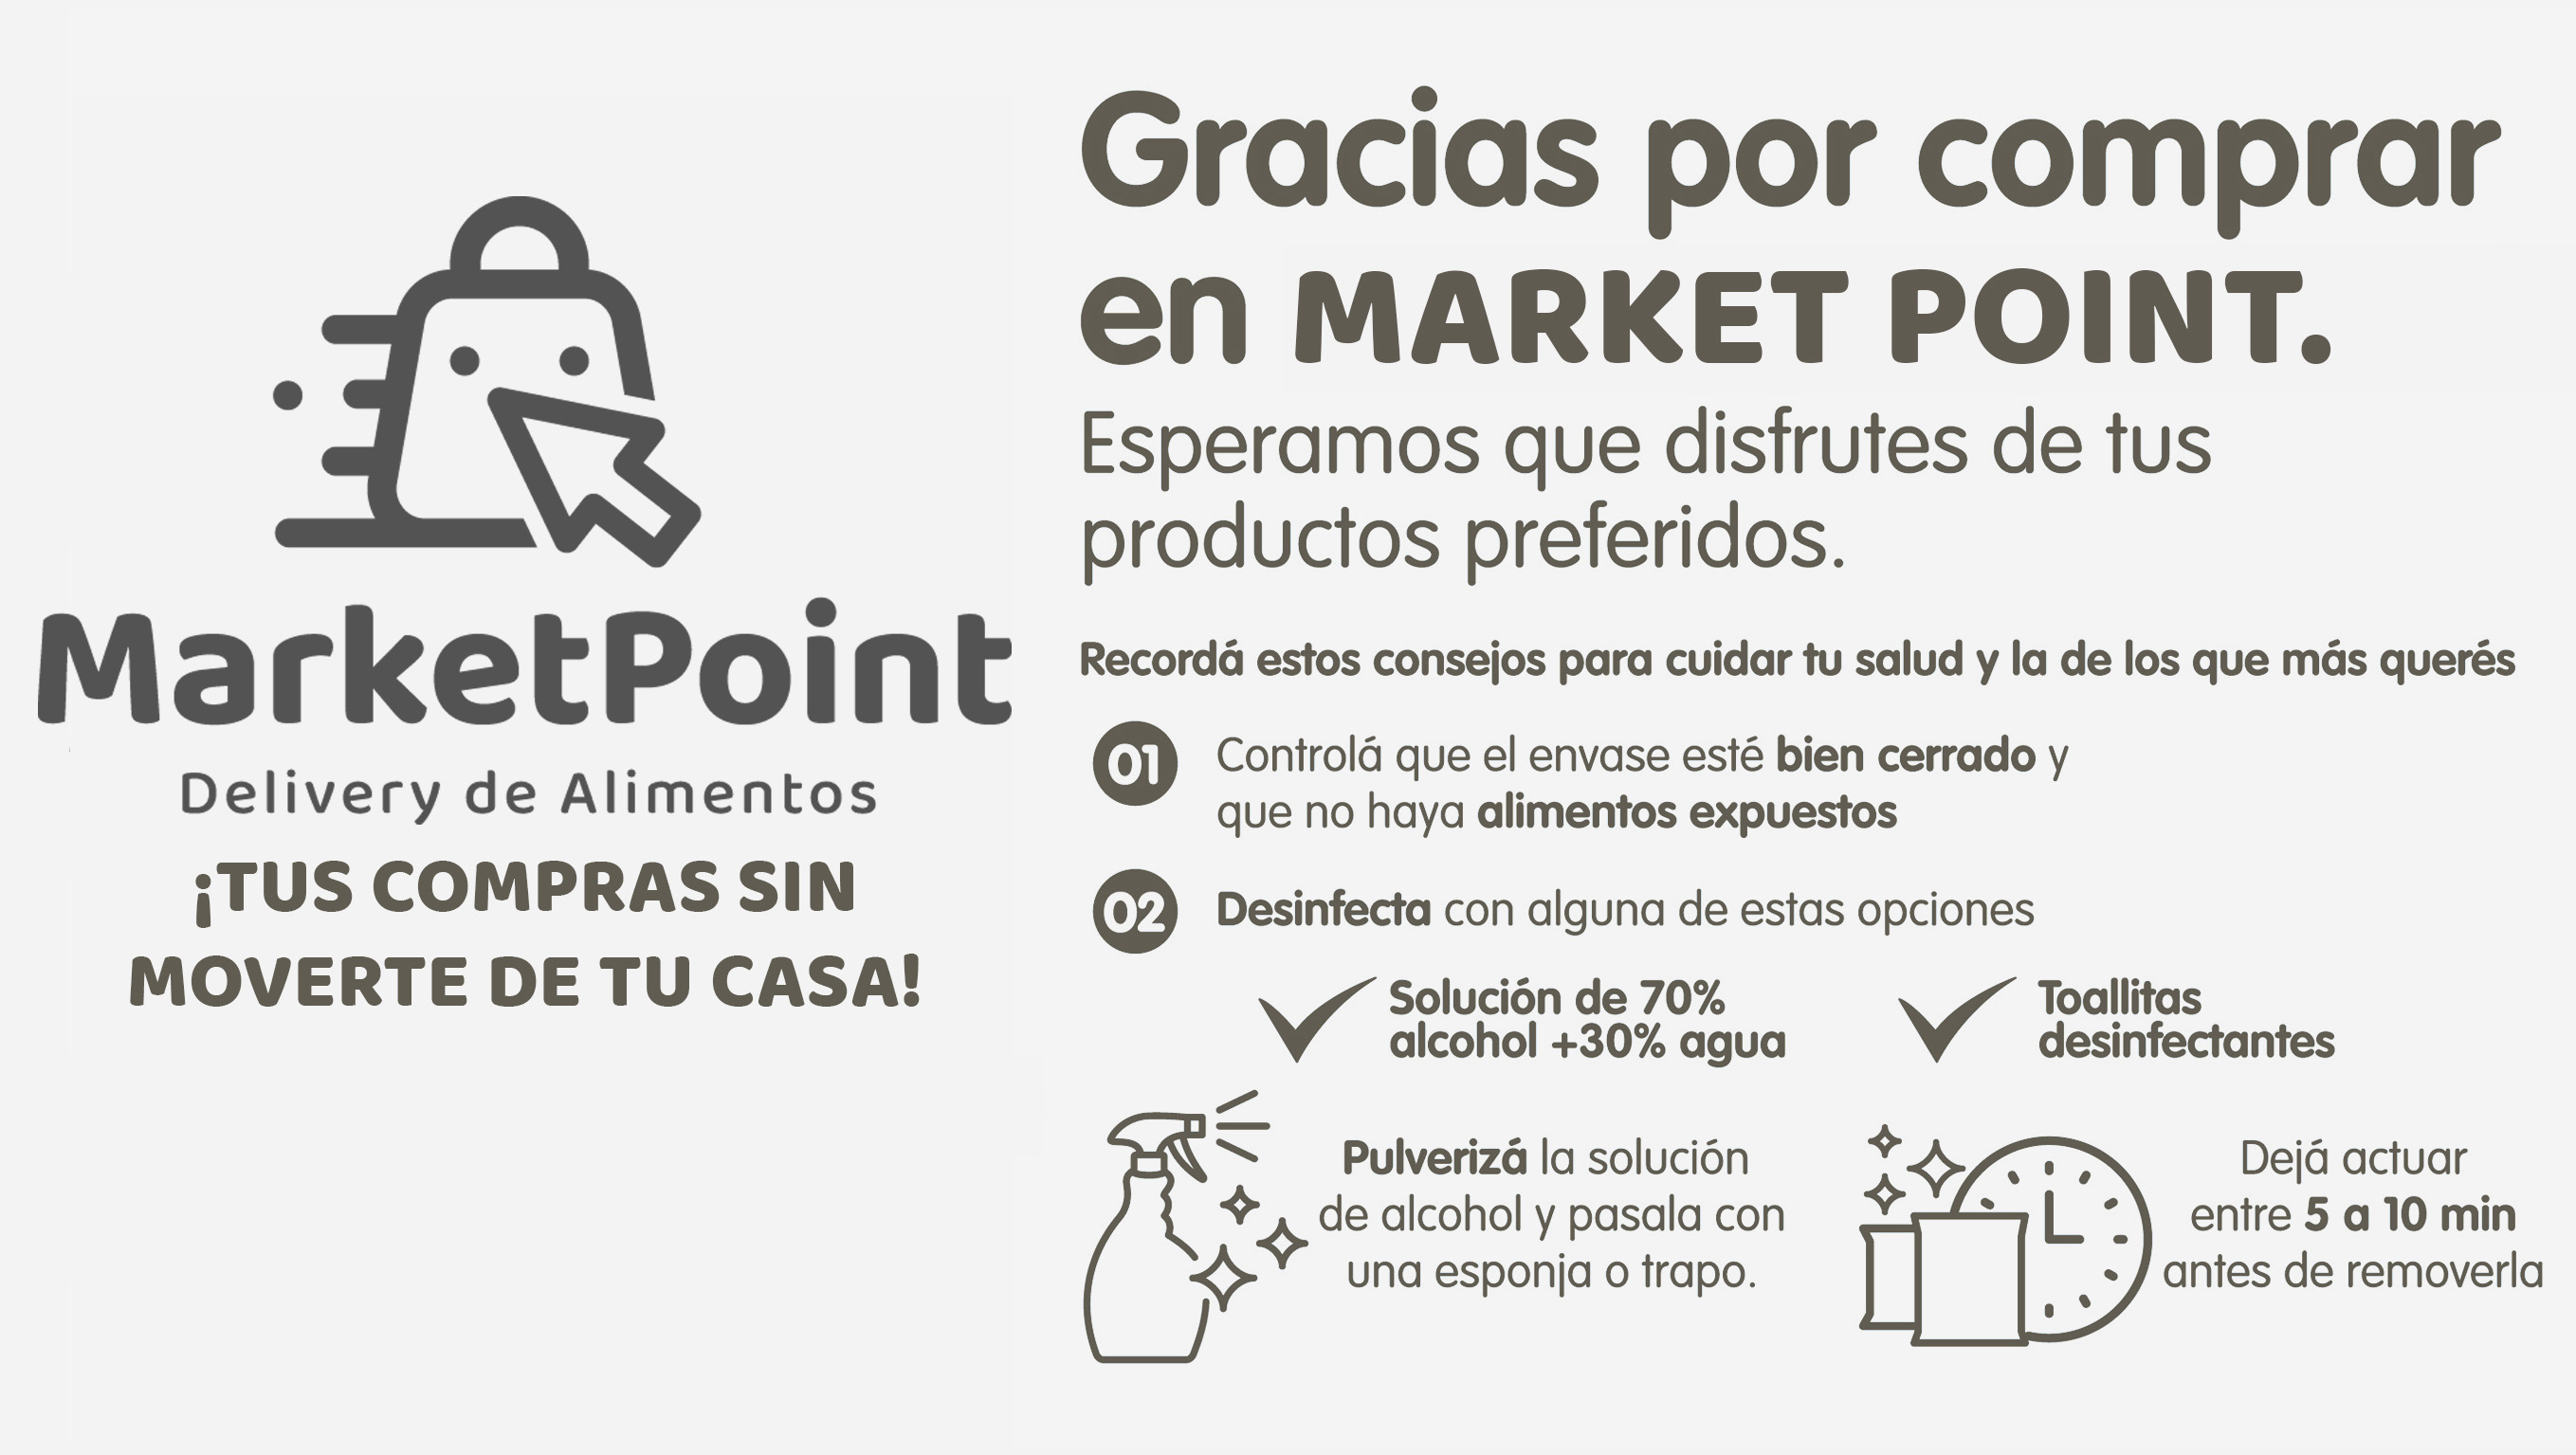 MarketPoint
Delivery de Alimentos
¡TUS COMPRAS SIN
MOVERTE DE TU CASA!
Gracias por comprar
en MARKET POINT.
Esperamos que disfrutes de tus
productos preferidos.
Recordá estos consejos para cuidar tu salud y la de los que más querés
01
Controlá que el envase esté bien cerrado y
que no haya alimentos expuestos
02
Desinfecta con alguna de estas opciones
Solución de 70%
alcohol +30% agua
Toallitas
desinfectantes
Pulverizá la solución
de alcohol y pasala con
una esponja o trapo.
Dejá actuar
entre 5 a 10 min
antes de removerla